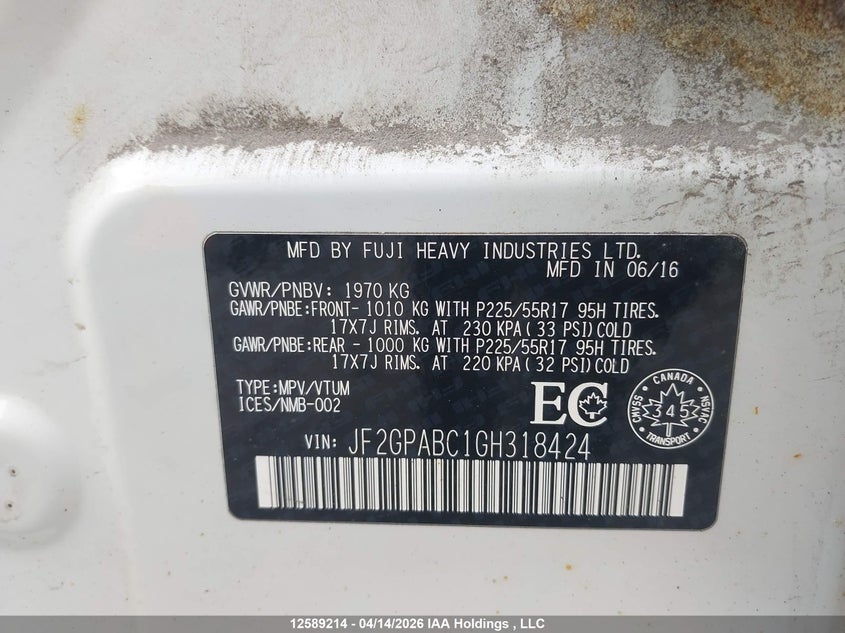 MFD BY FUJI HEAVY INDUSTRIES LTD.
MFD IN 06/16
GVWR/PNBV: 1970 KG
GAWR/PNBE:FRONT- 1010 KG WITH P225/55R17 95H TIRES.
17X7J RIMS. AT 230 KPA(33 PSI)COLD
GAWR/PNBE:REAR - 1000 KG WITH P225/55R17 95H TIRES.
17X7J RIMS. AT 220 KPA(32 PSI)COLD
TYPE:MPV/VTUM
ICES/NMB-002
EC
CANADA
CMVSS 345 NSVAC
TRANSPORT
VIN: JF2GPABC1GH318424
12589214 - 04/14/2026 IAA Holdings , LLC